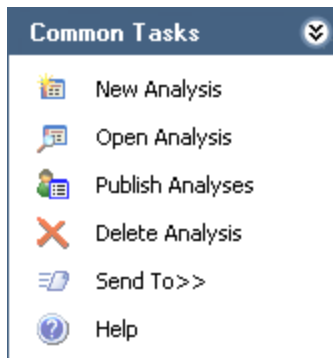 Common Tasks
New Analysis
Open Analysis
Publish Analyses
Delete Analysis
Send To>>
Help